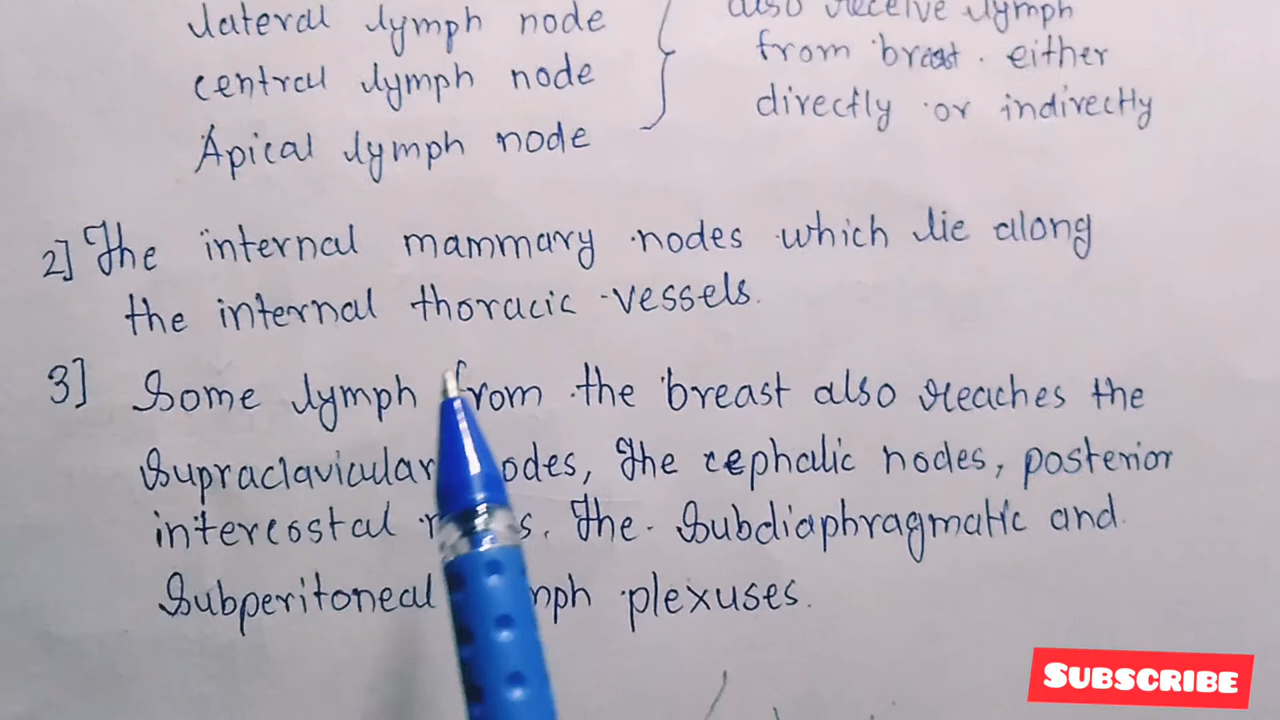 lateral lymph node
central lymph node
Apical lymph node
also receive lymph
from breast. either
directly or indirectly
2] The internal mammary nodes which lie along
the internal thoracic vessels.
3] Some lymph from the breast also reaches the
Supraclavicular nodes, The cephalic nodes, posterior
intercostal The Subdiaphragmatic and
Subperitoneal lymph plexuses.
SUBSCRIBE